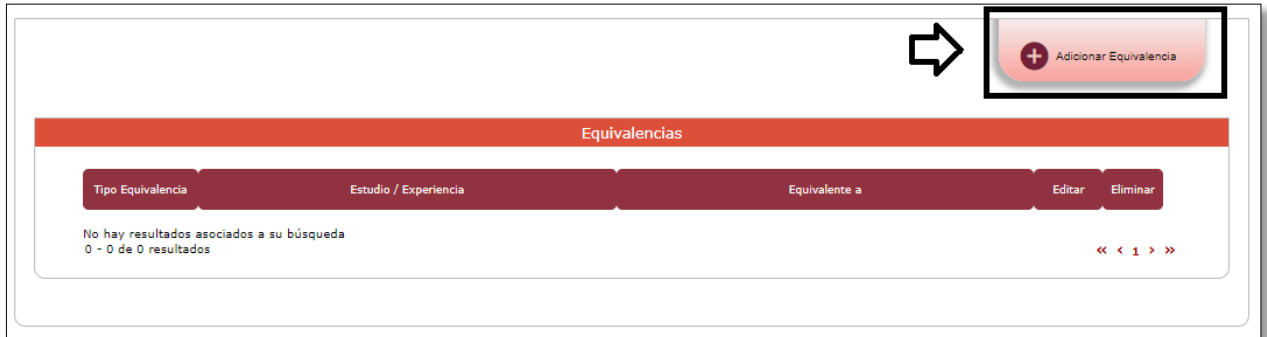 Adicionar Equivalencia
Equivalencias
Tipo Equivalencia Estudio / Experiencia Equivalente a Editar Eliminar
No hay resultados asociados a su búsqueda
0 - 0 de 0 resultados
« ‹ 1 › »